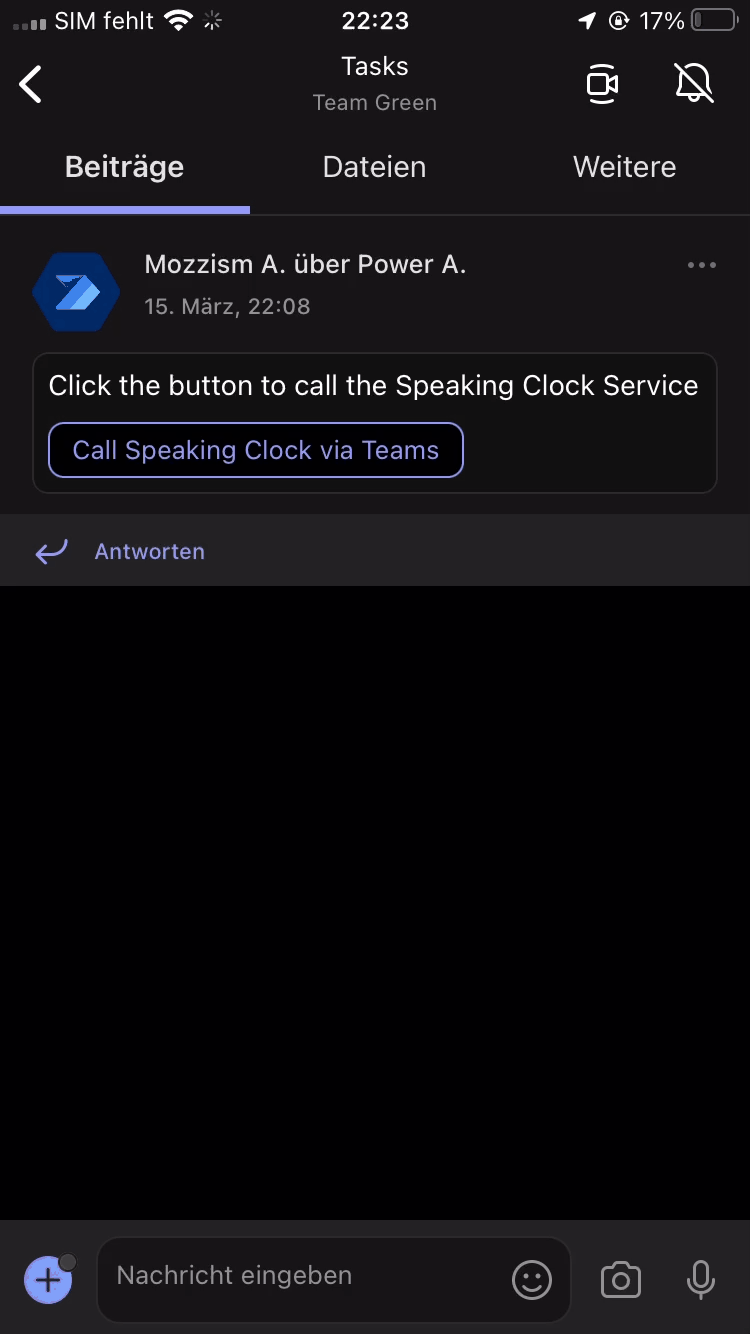 SIM fehlt 22:23 17%
Tasks
Team Green
Beiträge Dateien Weitere
Mozzism A. über Power A.
15. März, 22:08
Click the button to call the Speaking Clock Service
Call Speaking Clock via Teams
Antworten
Nachricht eingeben